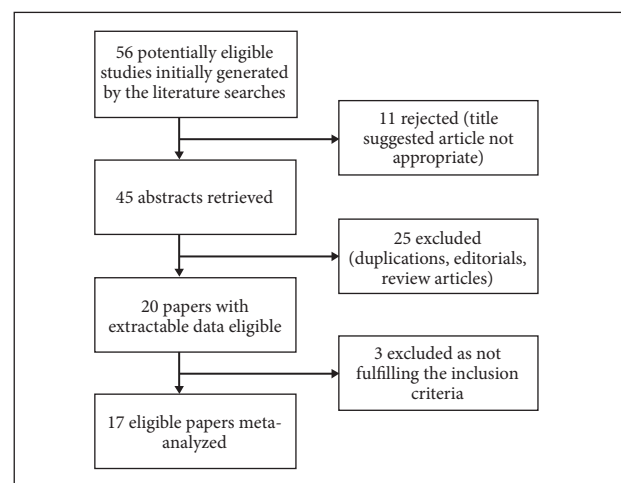 56 potentially eligible
studies initially generated
by the literature searches
11 rejected (title
suggested article not
appropriate)
45 abstracts retrieved
25 excluded
(duplications, editorials,
review articles)
20 papers with
extractable data eligible
3 excluded as not
fulfilling the inclusion
criteria
17 eligible papers meta-
analyzed